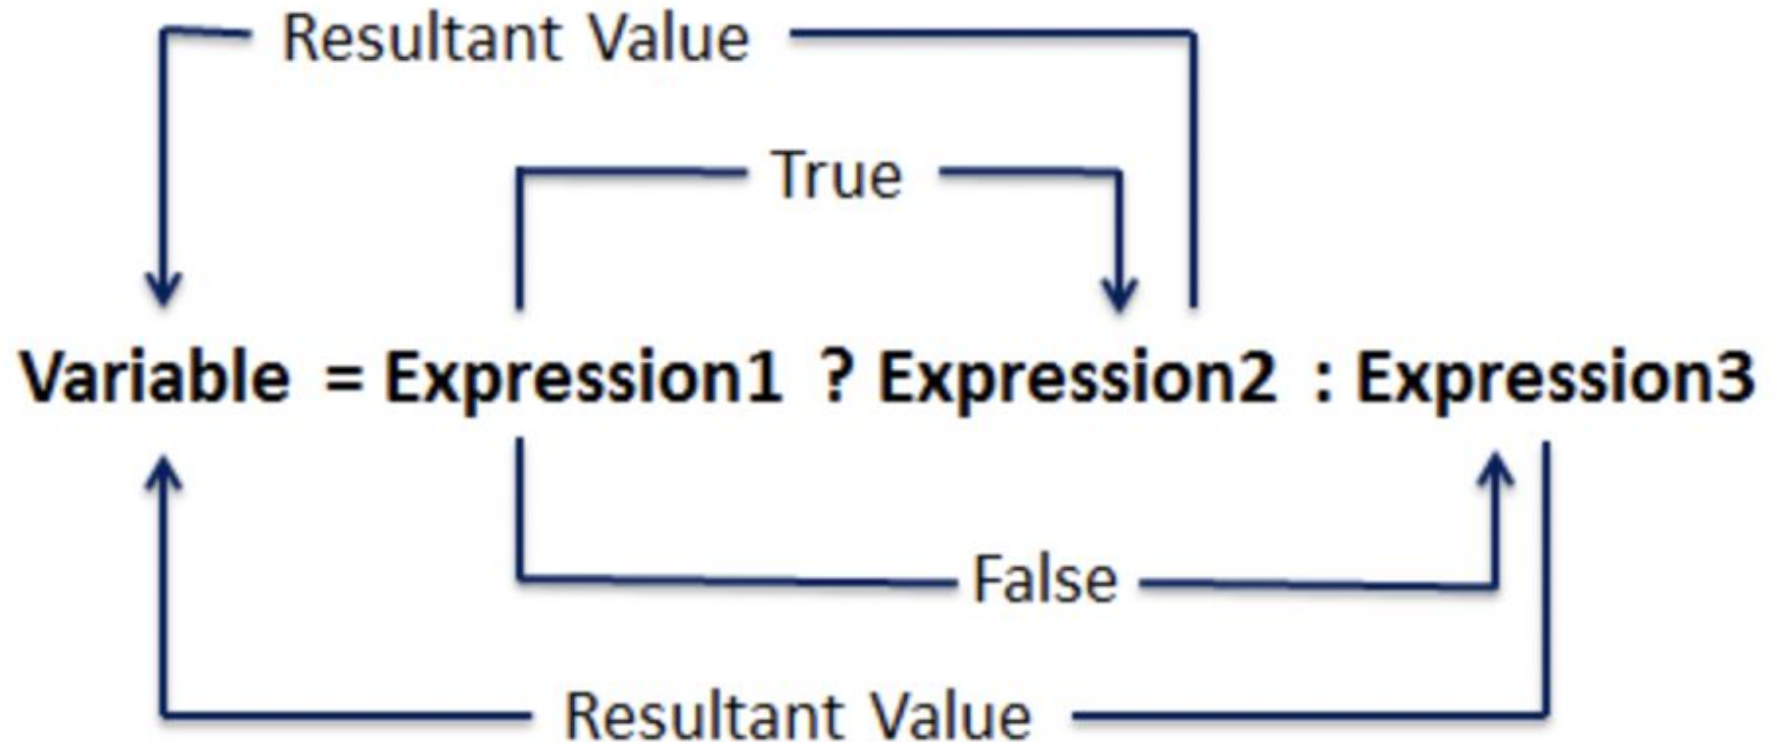 Resultant Value
True
Variable = Expression1 ? Expression2 : Expression3
False
Resultant Value